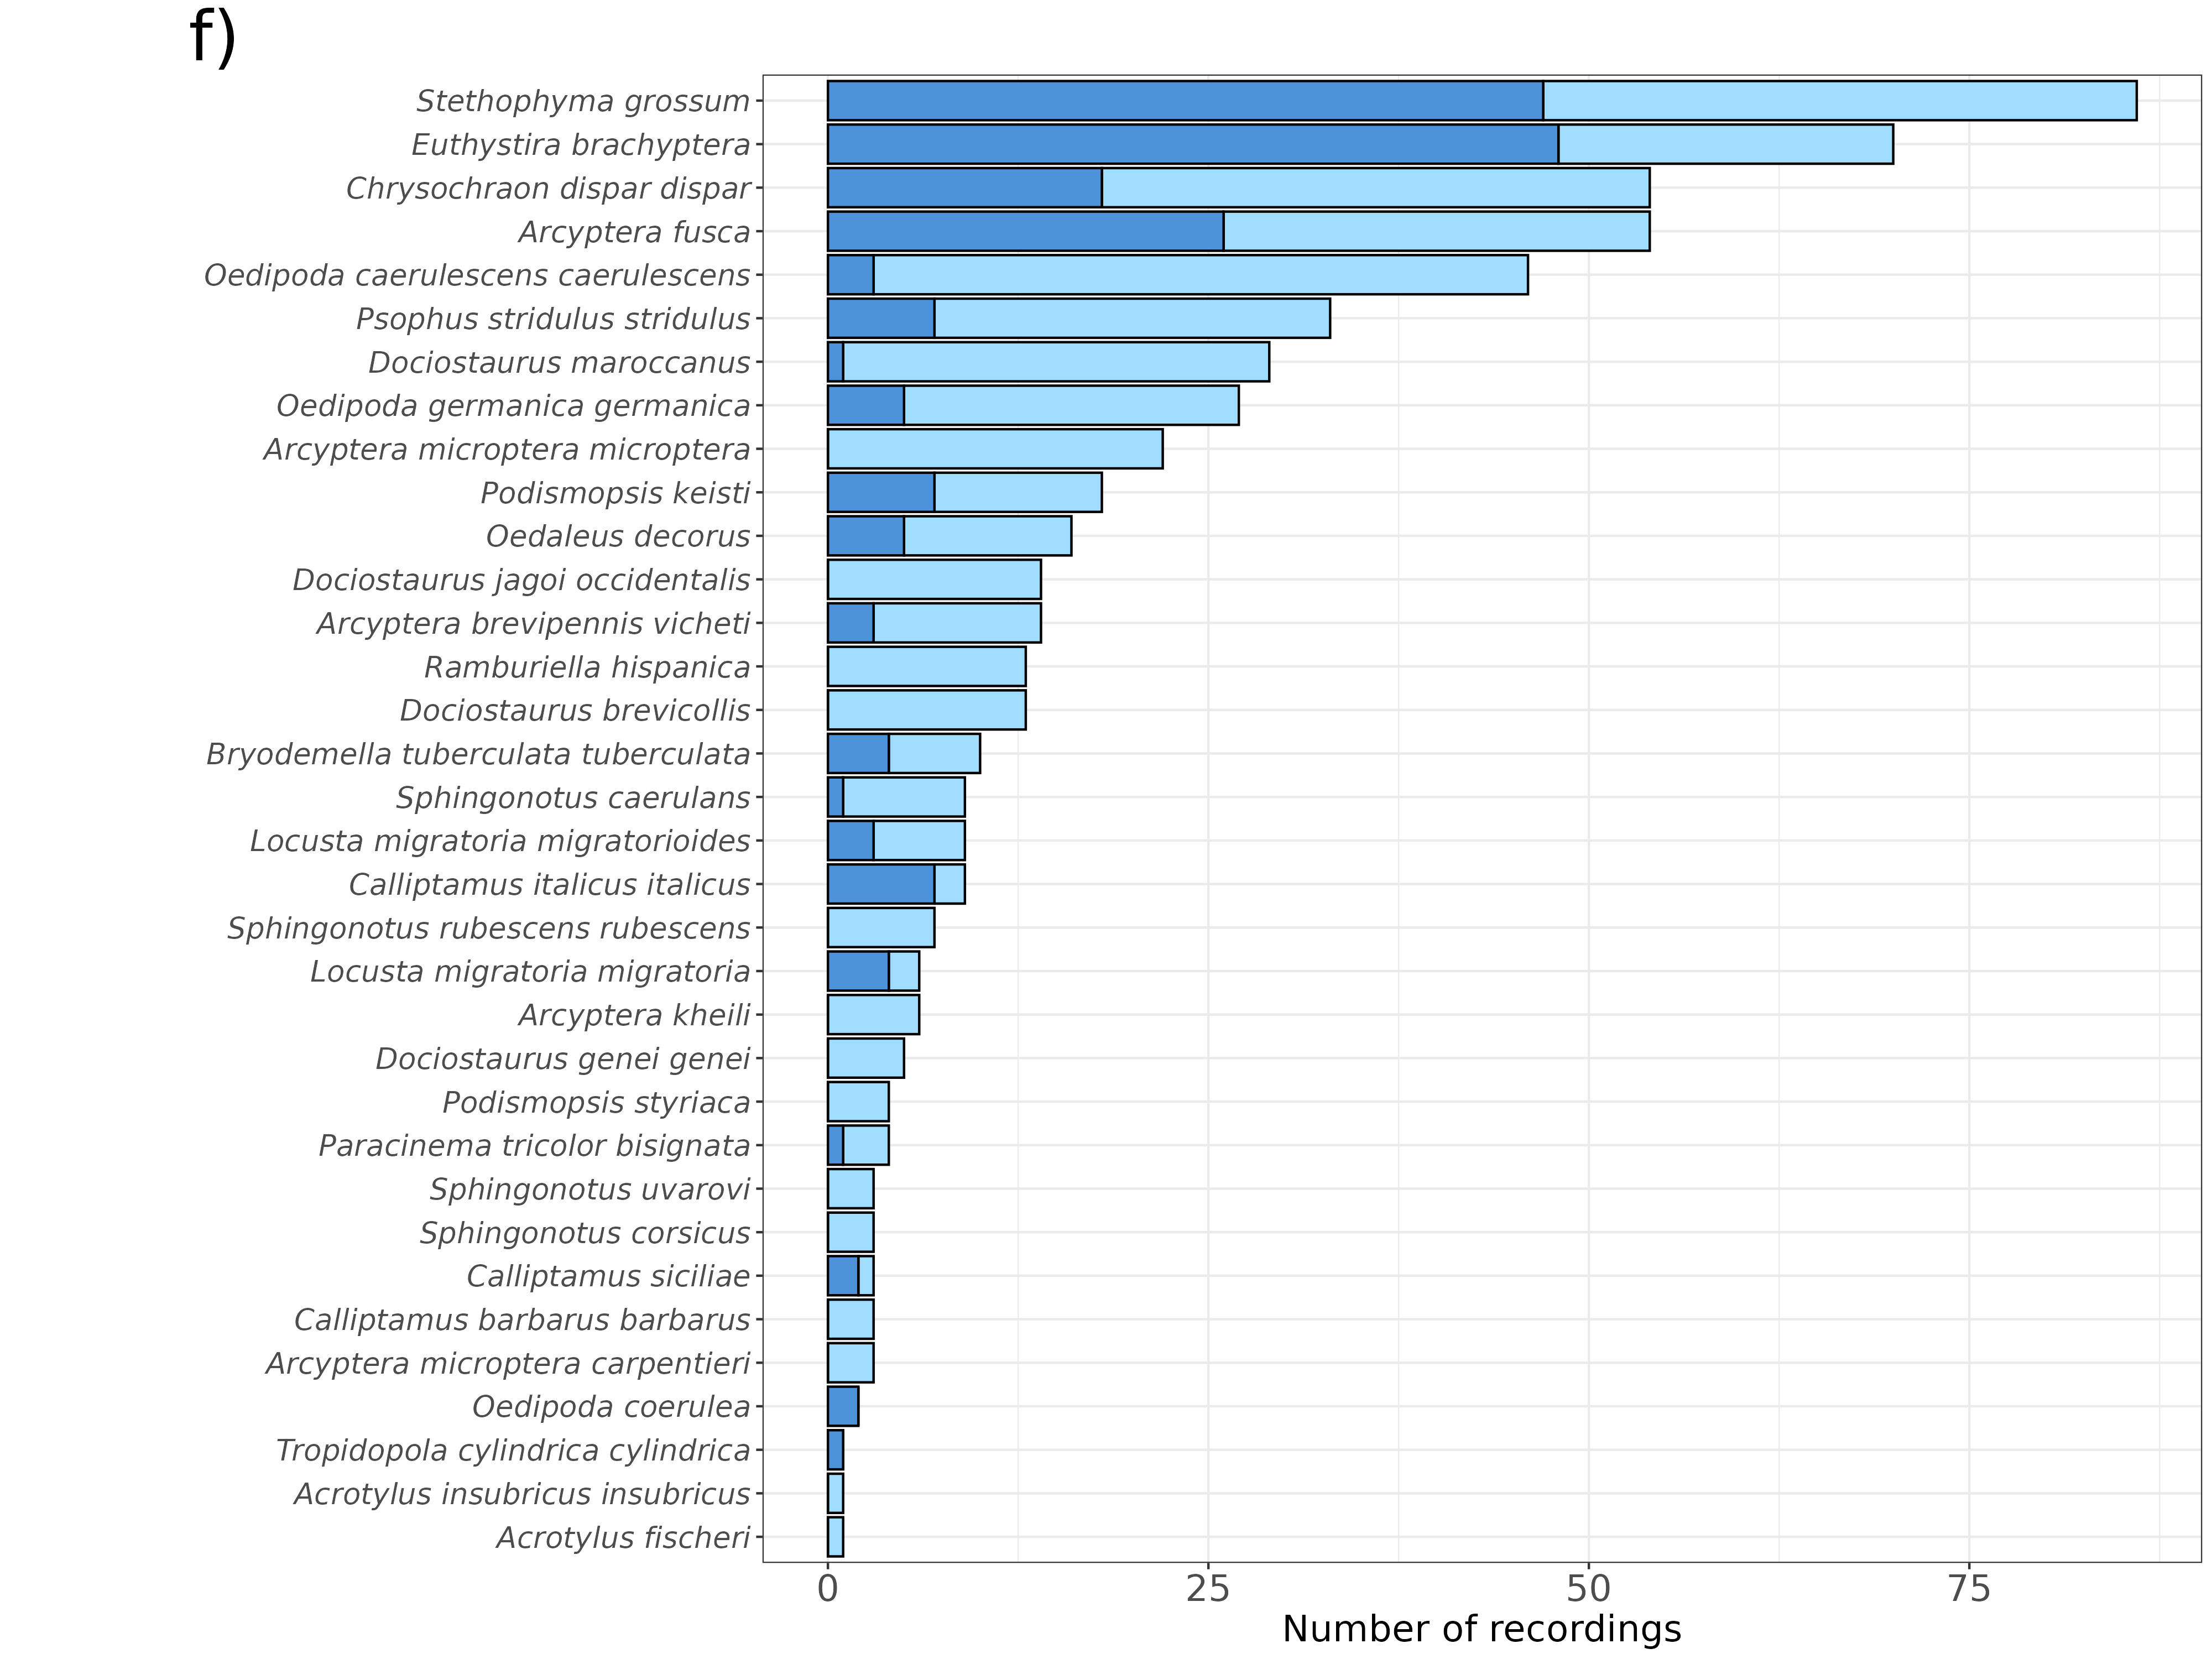 f)
Stethophyma grossum
Euthystira brachyptera
Chrysochraon dispar dispar
Arcyptera fusca
Oedipoda caerulescens caerulescens
Psophus stridulus stridulus
Dociostaurus maroccanus
Oedipoda germanica germanica
Arcyptera microptera microptera
Podismopsis keisti
Oedaleus decorus
Dociostaurus jagoi occidentalis
Arcyptera brevipennis vicheti
Ramburiella hispanica
Dociostaurus brevicollis
Bryodemella tuberculata tuberculata
Sphingonotus caerulans
Locusta migratoria migratorioides
Calliptamus italicus italicus
Sphingonotus rubescens rubescens
Locusta migratoria migratoria
Arcyptera kheili
Dociostaurus genei genei
Podismopsis styriaca
Paracinema tricolor bisignata
Sphingonotus uvarovi
Sphingonotus corsicus
Calliptamus siciliae
Calliptamus barbarus barbarus
Arcyptera microptera carpentieri
Oedipoda coerulea
Tropidopola cylindrica cylindrica
Acrotylus insubricus insubricus
Acrotylus fischeri
0 25 50 75
Number of recordings